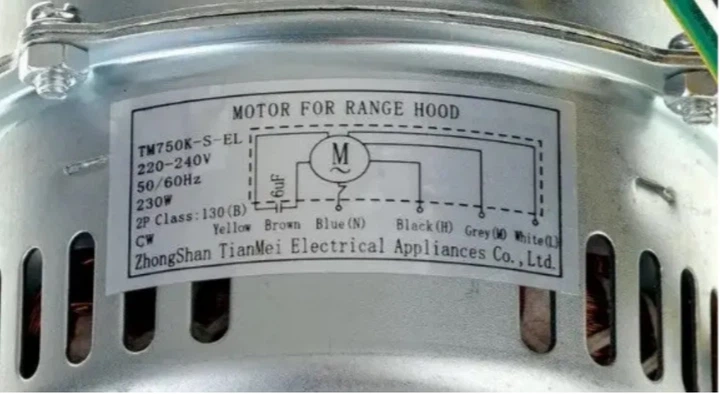 MOTOR FOR RANGE HOOD
TM750K-S-EL
220-240V
50/60Hz
230W
2P Class:130(B)
CW
M
~
6uF
Yellow Brown Blue(N) Black(H) Grey(M) White(L)
ZhongShan TianMei Electrical Appliances Co.,Ltd.